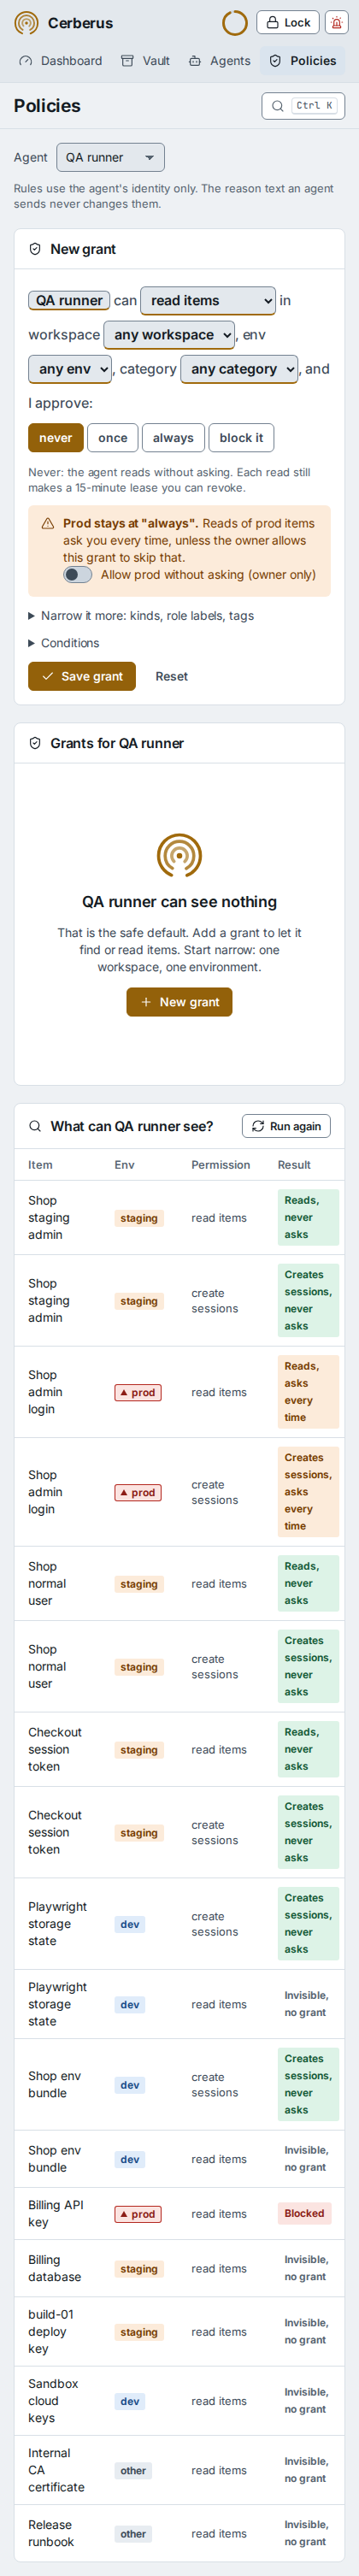 Cerberus
Lock
Dashboard Vault Agents Policies
Policies
Ctrl K
Agent QA runner
Rules use the agent's identity only. The reason text an agent
sends never changes them.
New grant
QA runner can read items in
workspace any workspace, env
any env, category any category, and
I approve:
never once always block it
Never: the agent reads without asking. Each read still
makes a 15-minute lease you can revoke.
Prod stays at "always". Reads of prod items
ask you every time, unless the owner allows
this grant to skip that.
Allow prod without asking (owner only)
Narrow it more: kinds, role labels, tags
Conditions
Save grant Reset
Grants for QA runner
QA runner can see nothing
That is the safe default. Add a grant to let it
find or read items. Start narrow: one
workspace, one environment.
New grant
What can QA runner see? Run again
Item Env Permission Result
Shop
staging
admin
staging
read items
Reads,
never
asks
Shop
staging
admin
staging
create
sessions
Creates
sessions,
never
asks
Shop
admin
login
prod
read items
Reads,
asks
every
time
Shop
admin
login
prod
create
sessions
Creates
sessions,
asks
every
time
Shop
normal
user
staging
read items
Reads,
never
asks
Shop
normal
user
staging
create
sessions
Creates
sessions,
never
asks
Checkout
session
token
staging
read items
Reads,
never
asks
Checkout
session
token
staging
create
sessions
Creates
sessions,
never
asks
Playwright
storage
state
dev
create
sessions
Creates
sessions,
never
asks
Playwright
storage
state
dev
read items
Invisible,
no grant
Shop env
bundle
dev
create
sessions
Creates
sessions,
never
asks
Shop env
bundle
dev
read items
Invisible,
no grant
Billing API
key
prod
read items
Blocked
Billing
database
staging
read items
Invisible,
no grant
build-01
deploy
key
staging
read items
Invisible,
no grant
Sandbox
cloud
keys
dev
read items
Invisible,
no grant
Internal
CA
certificate
other
read items
Invisible,
no grant
Release
runbook
other
read items
Invisible,
no grant